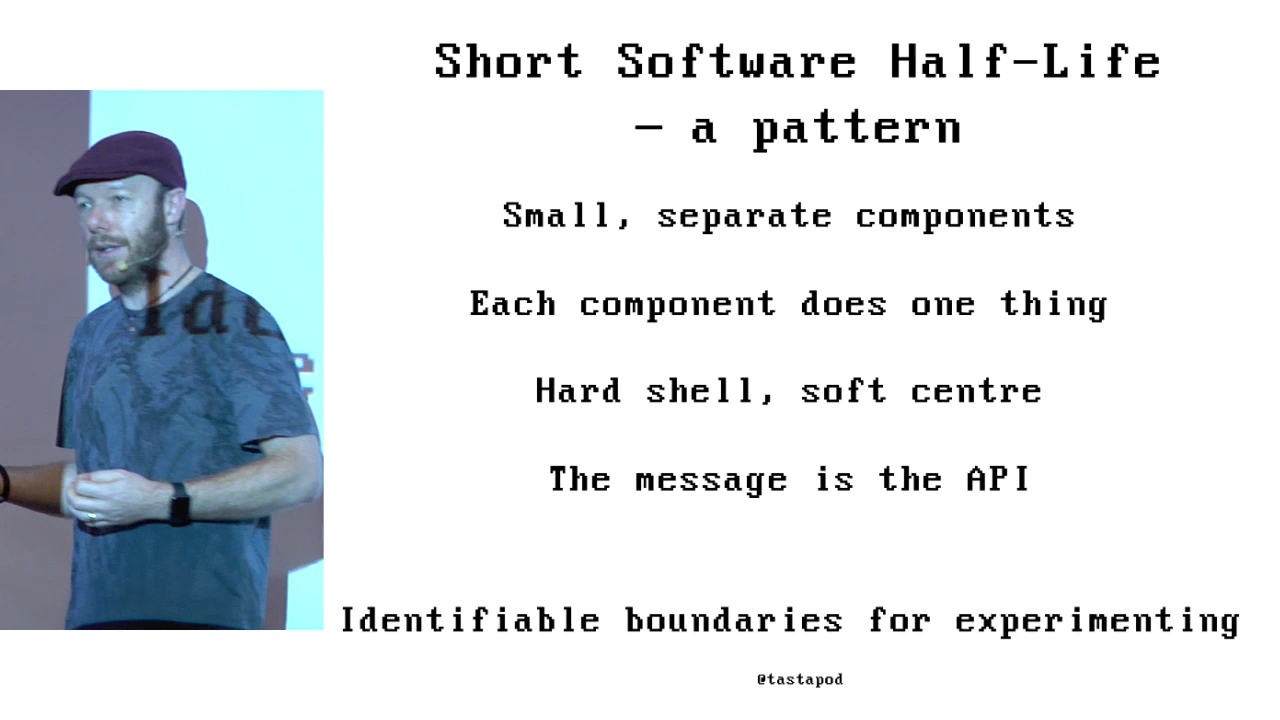 Short Software Half-Life
- a pattern
Small, separate components
Each component does one thing
Hard shell, soft centre
The message is the API
Identifiable boundaries for experimenting
@tastapod